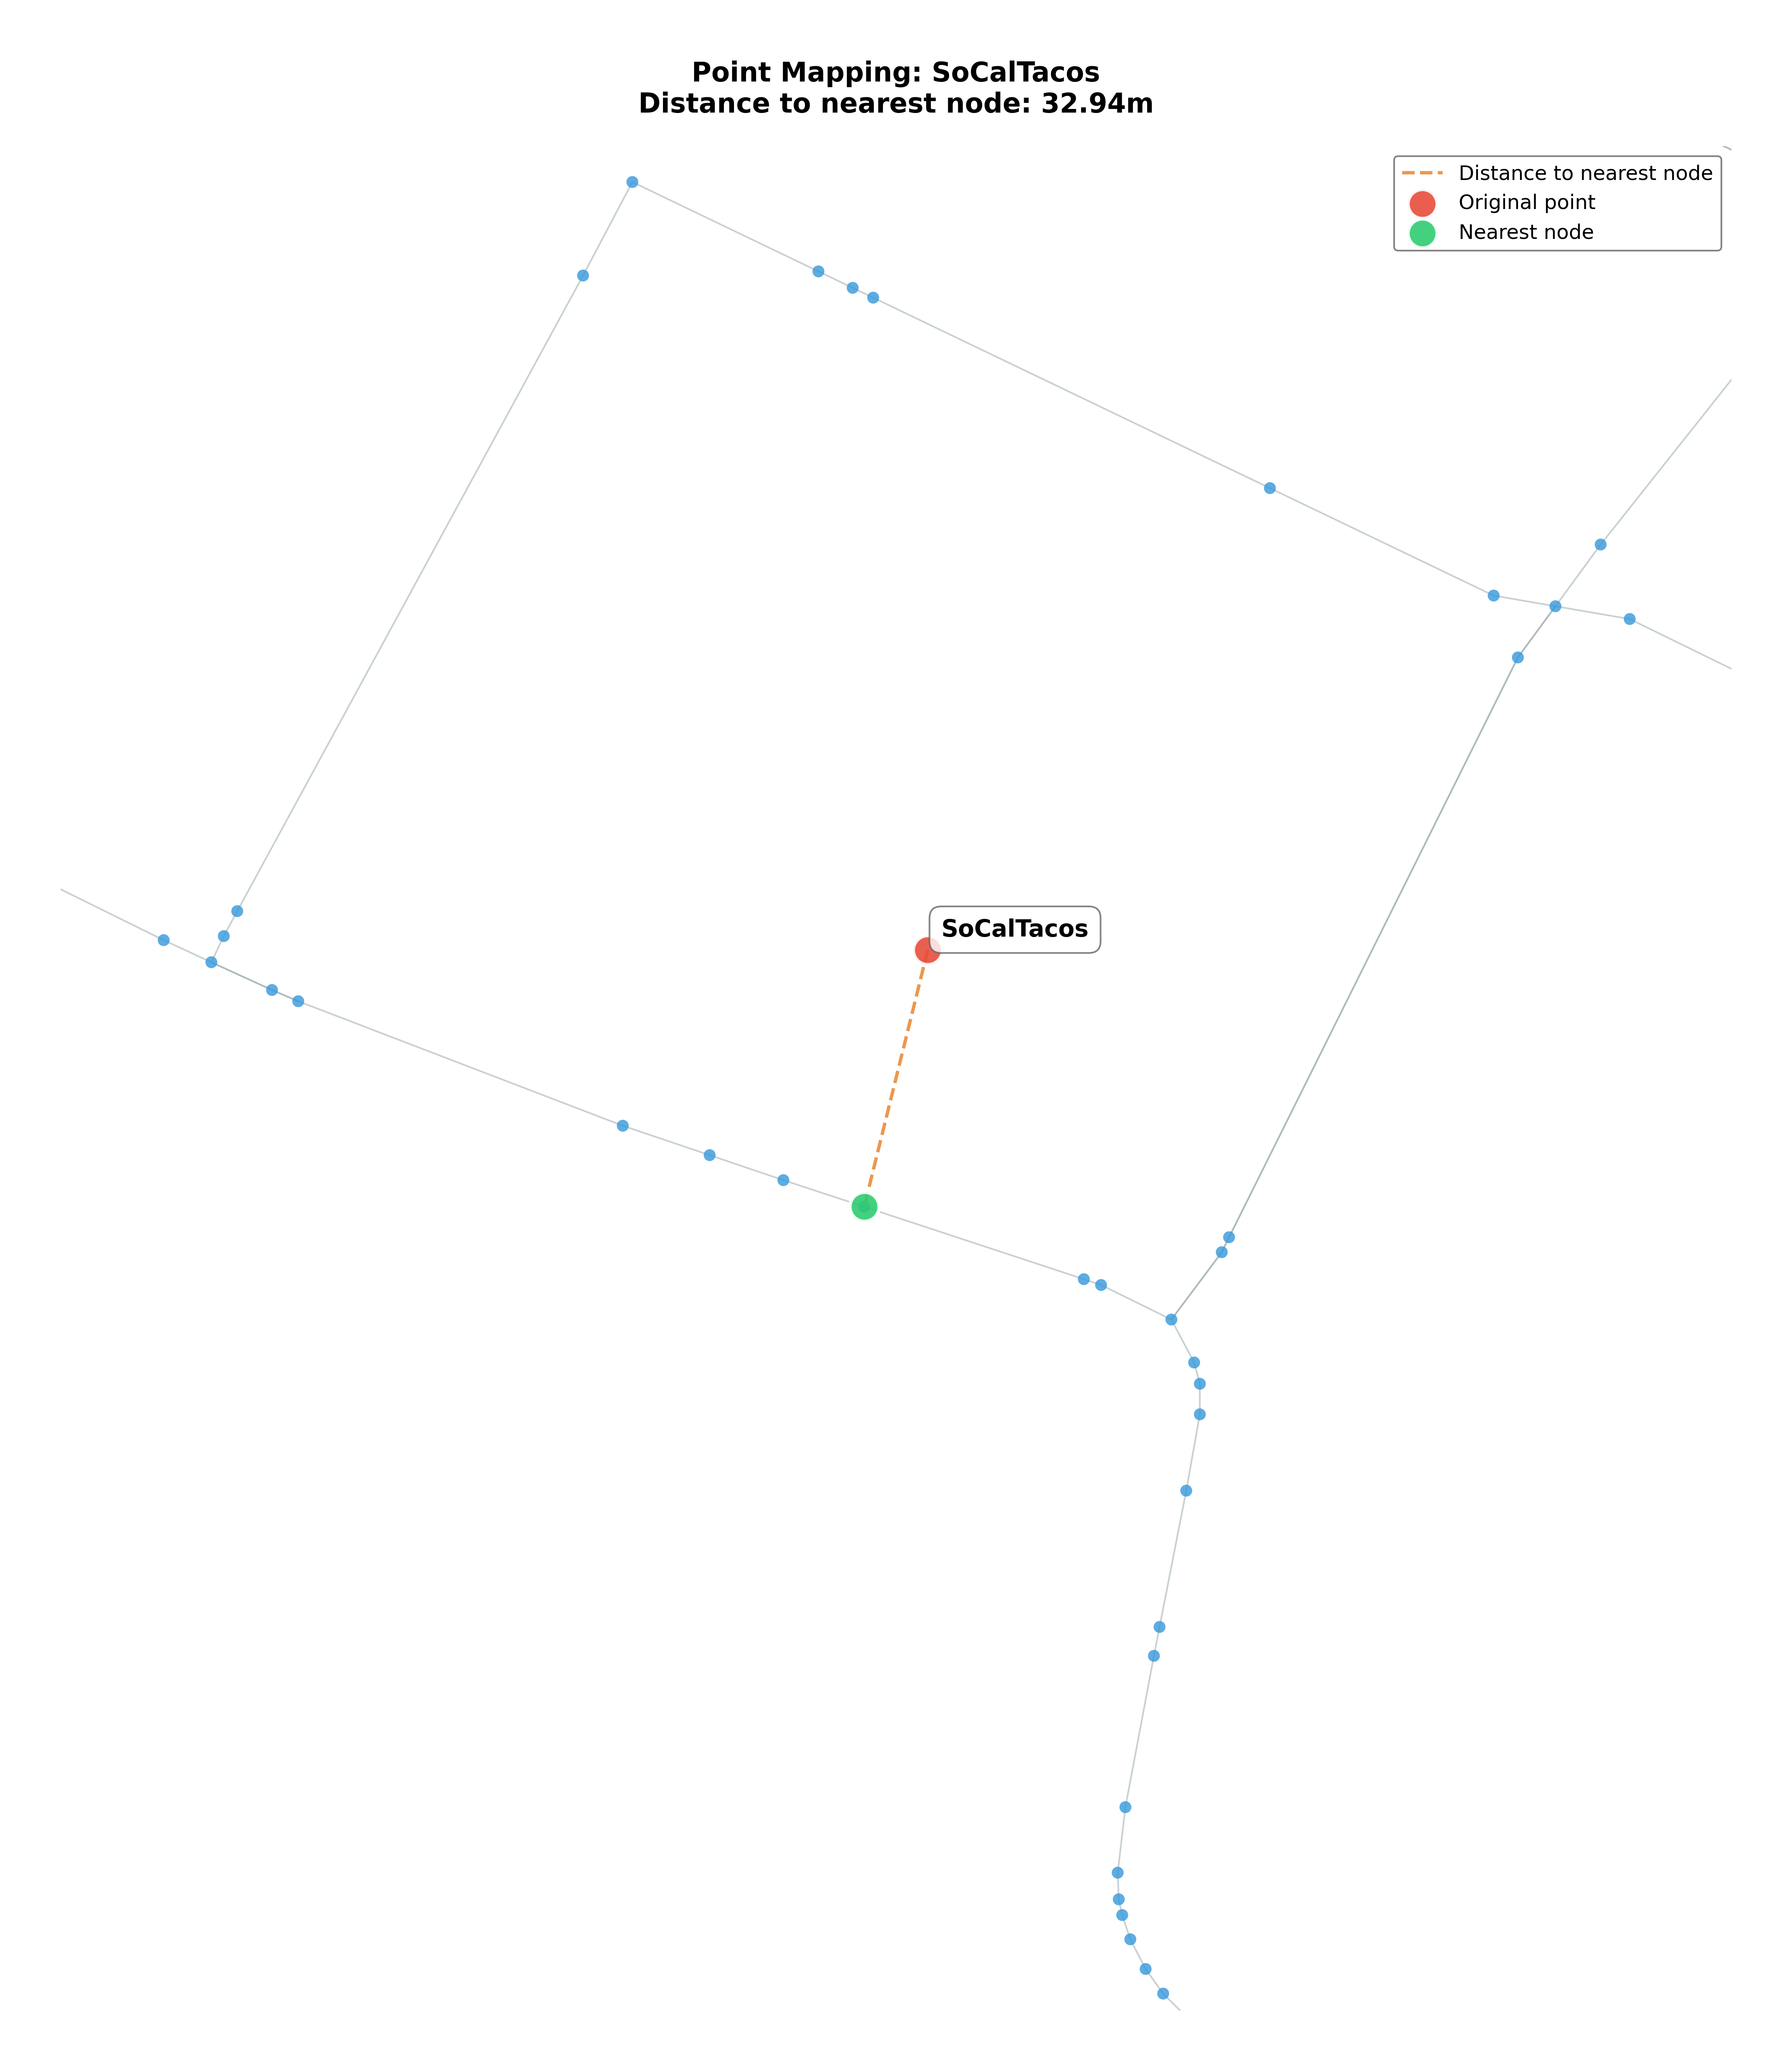 Point Mapping: SoCalTacos
Distance to nearest node: 32.94m
Distance to nearest node
Original point
Nearest node
SoCalTacos